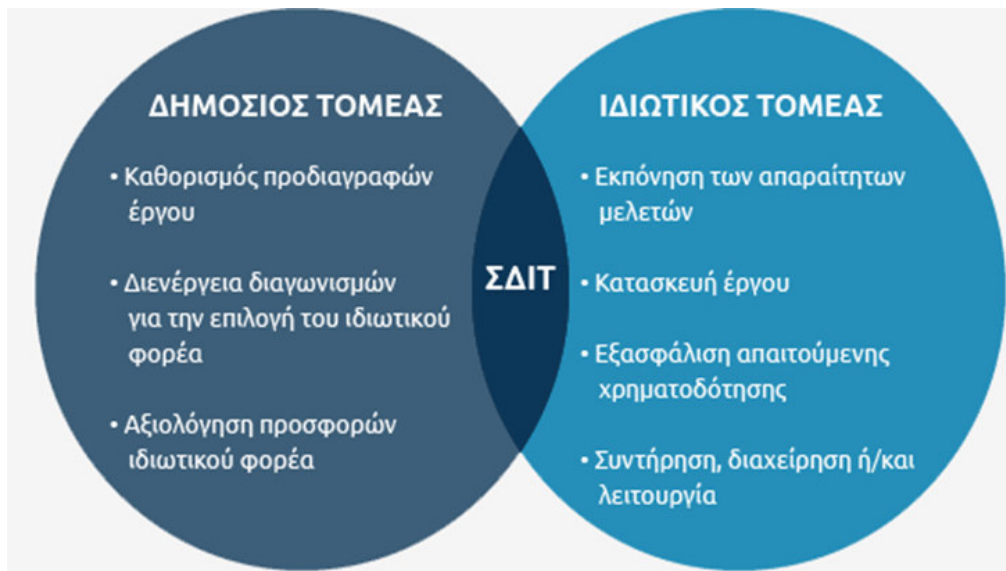 ΔΗΜΟΣΙΟΣ ΤΟΜΕΑΣ
• Καθορισμός προδιαγραφών
έργου
• Διενέργεια διαγωνισμών
για την επιλογή του ιδιωτικού
φορέα
• Αξιολόγηση προσφορών
ιδιωτικού φορέα
ΣΔΙΤ
ΙΔΙΩΤΙΚΟΣ ΤΟΜΕΑΣ
• Εκπόνηση των απαραίτητων
μελετών
• Κατασκευή έργου
• Εξασφάλιση απαιτούμενης
χρηματοδότησης
• Συντήρηση, διαχείρηση ή/και
λειτουργία